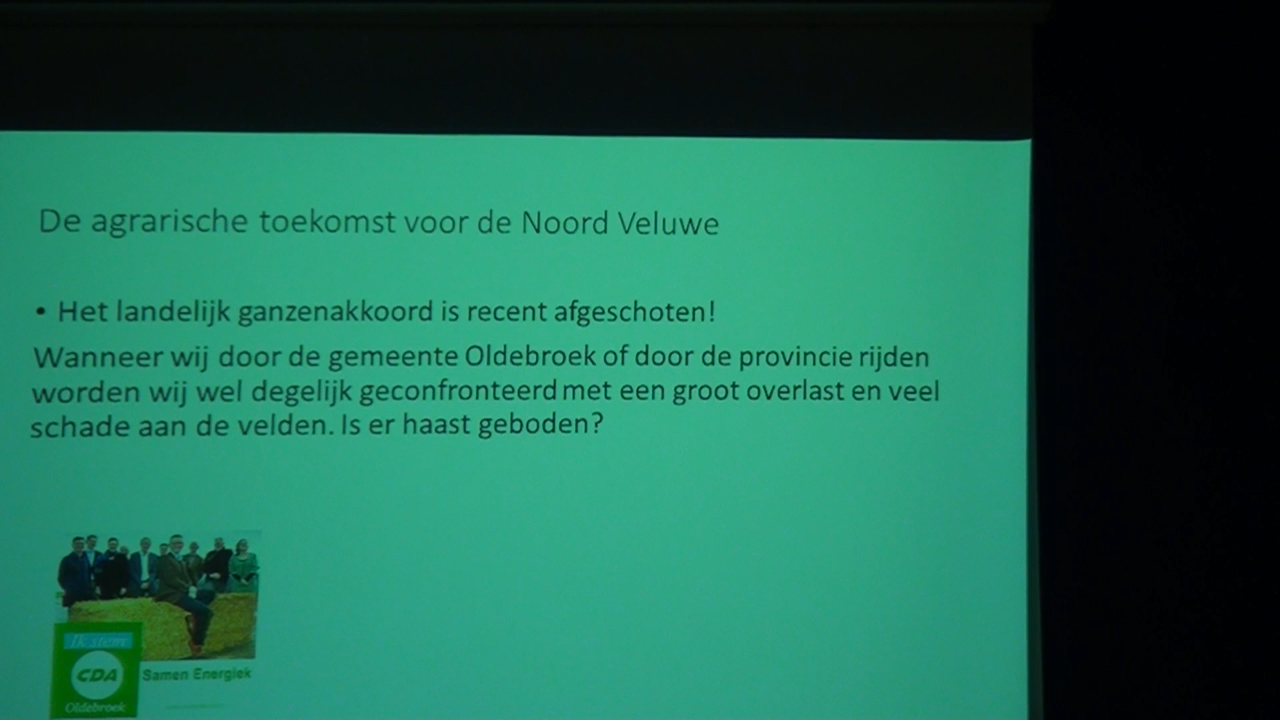 De agrarische toekomst voor de Noord Veluwe
• Het landelijk ganzenakkoord is recent afgeschoten!
Wanneer wij door de gemeente Oldebroek of door de provincie rijden
worden wij wel degelijk geconfronteerd met een groot overlast en veel
schade aan de velden. Is er haast geboden?
Ik stem
CDA
Samen Energiek
Oldebroek